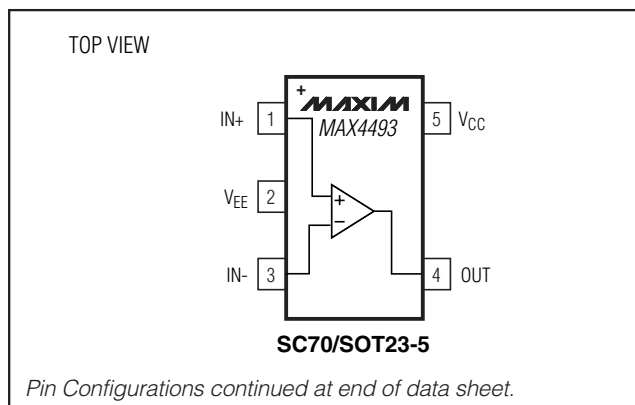 TOP VIEW
+
MAXIM
MAX4493
IN+ 1
5 VCC
VEE 2
+
−
IN- 3
4 OUT
SC70/SOT23-5
Pin Configurations continued at end of data sheet.